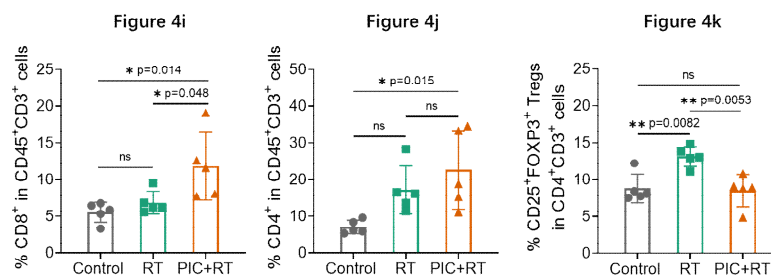 Figure 4i
% CD8⁺ in CD45⁺CD3⁺ cells
25
20
15
10
5
0
* p=0.014
* p=0.048
ns
Control RT PIC+RT
Figure 4j
% CD4⁺ in CD45⁺CD3⁺ cells
50
40
30
20
10
0
* p=0.015
ns
ns
Control RT PIC+RT
Figure 4k
% CD25⁺FOXP3⁺ Tregs
in CD4⁺CD3⁺ cells
25
20
15
10
5
0
ns
** p=0.0053
** p=0.0082
Control RT PIC+RT